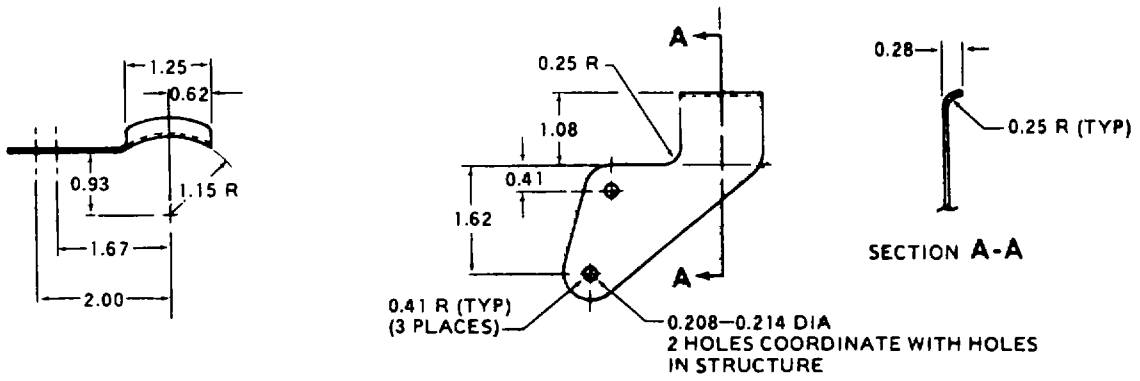 1.25
0.62
0.93
1.15 R
1.67
2.00
A
0.25 R
1.08
0.41
1.62
A
0.41 R (TYP)
(3 PLACES)
0.208–0.214 DIA
2 HOLES COORDINATE WITH HOLES
IN STRUCTURE
0.28
0.25 R (TYP)
SECTION A-A